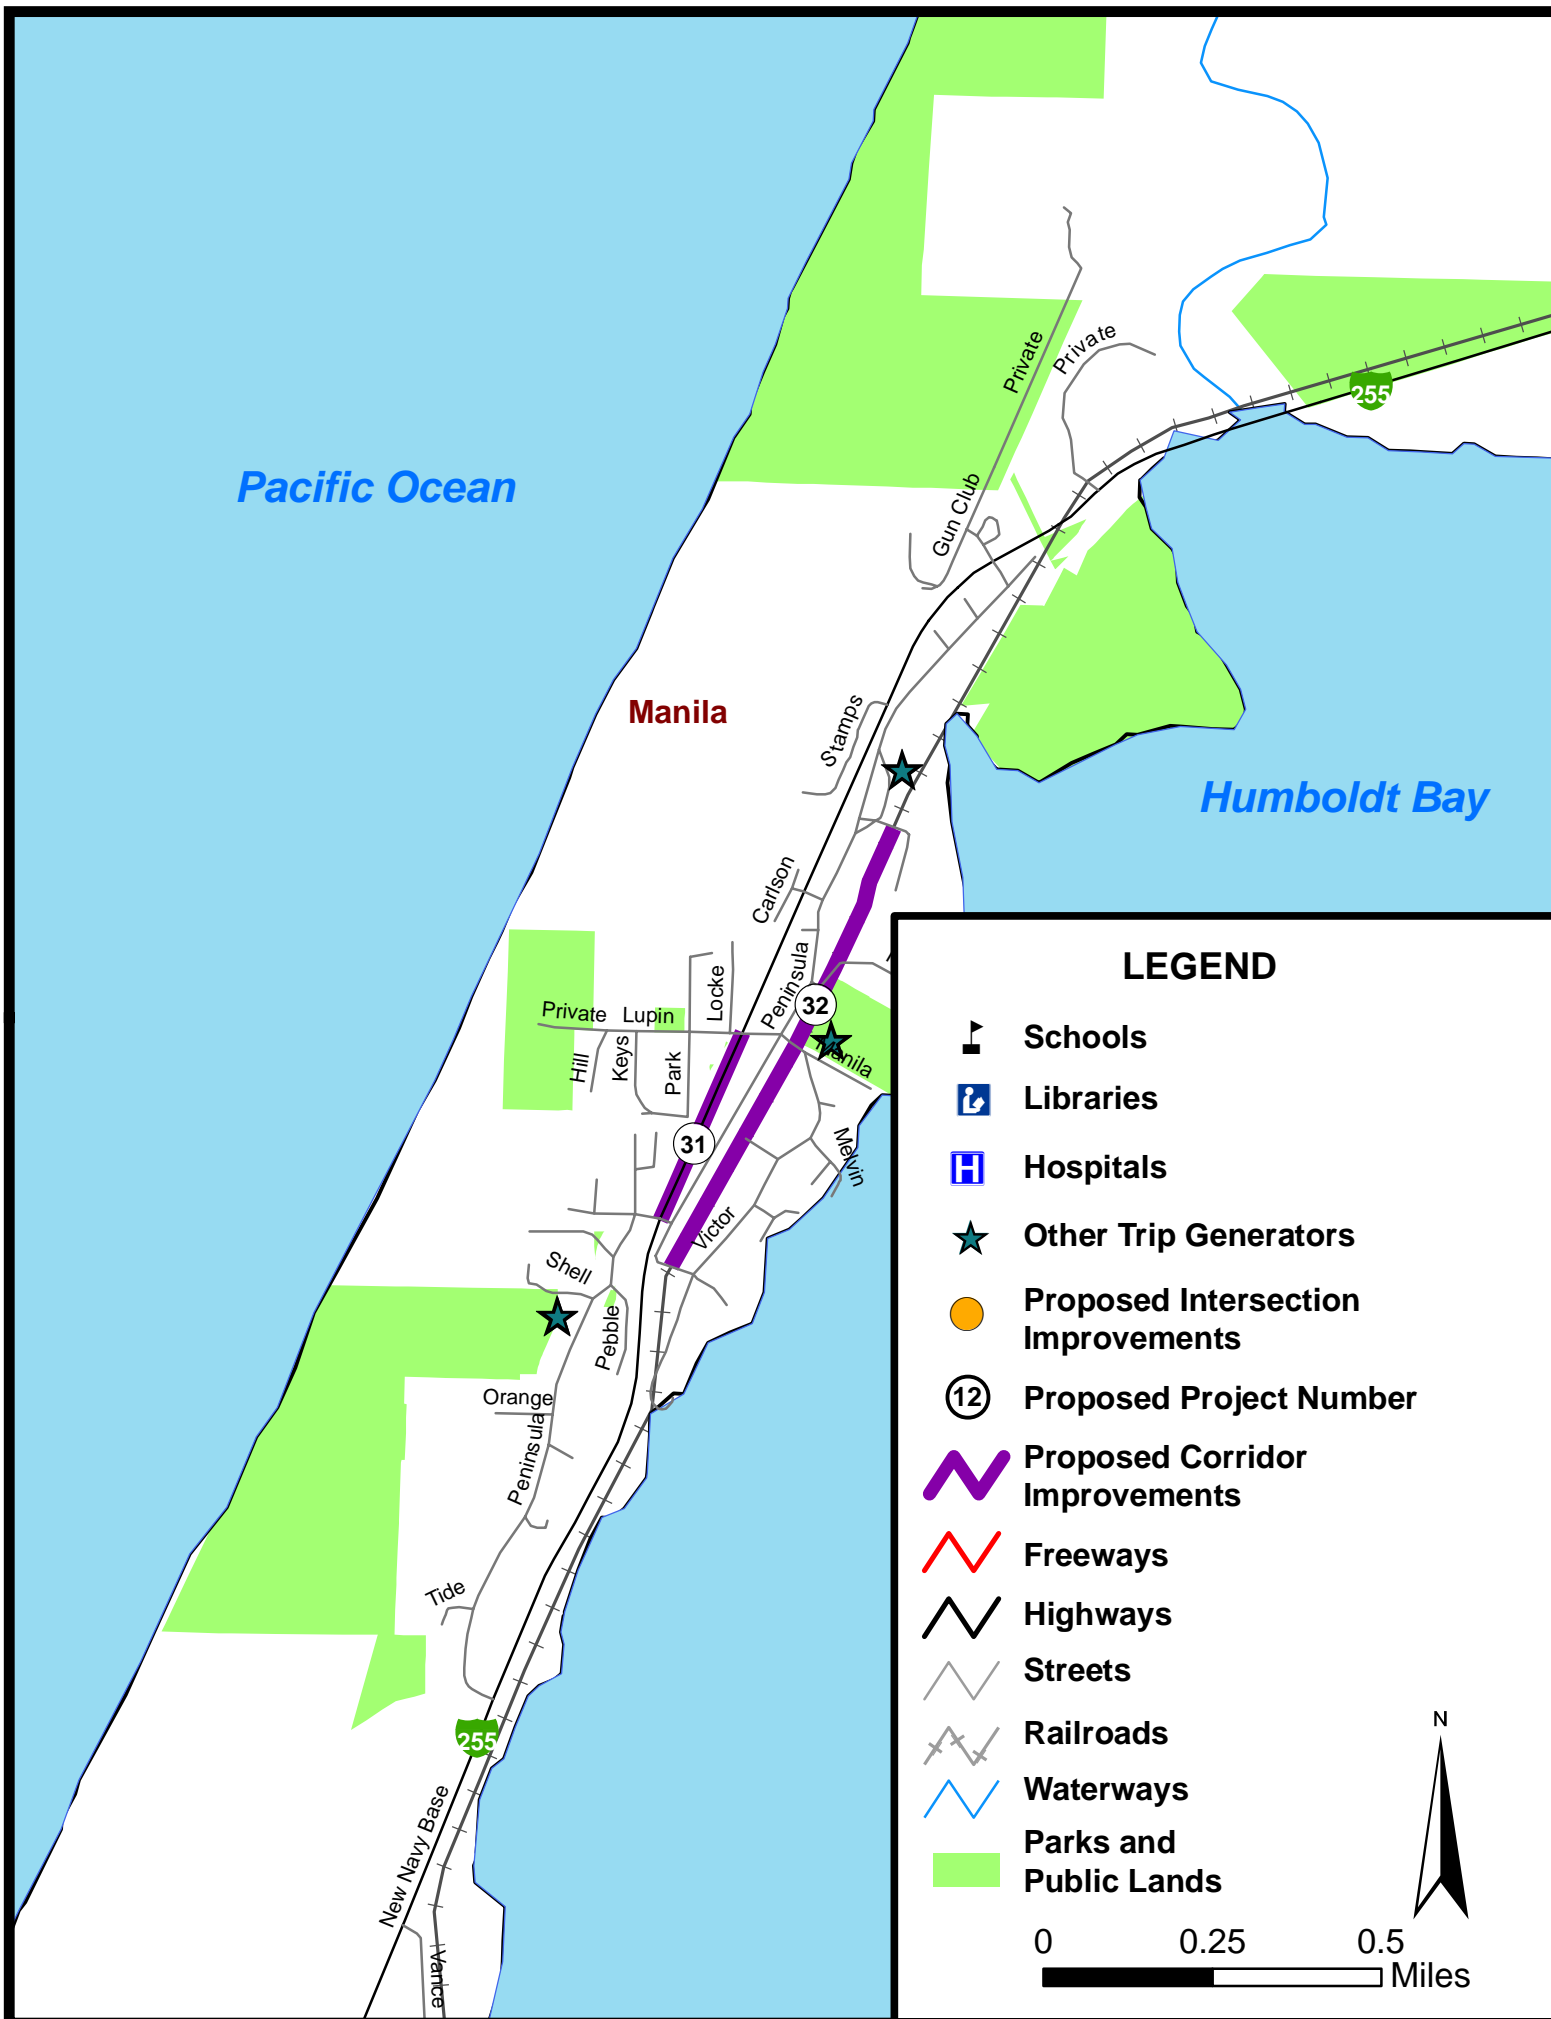 Private
Private
255
Pacific Ocean
Gun Club
Manila
Stamps
Humboldt Bay
Carlson
Peninsula
Locke
Private
Lupin
32
Hill
Keys
Park
Manila
31
Melvin
Victor
Shell
Pebble
Orange
Peninsula
Tide
255
New Navy Base
Vance
LEGEND
Schools
Libraries
H
Hospitals
Other Trip Generators
Proposed Intersection
Improvements
12
Proposed Project Number
Proposed Corridor
Improvements
Freeways
Highways
Streets
Railroads
Waterways
Parks and
Public Lands
N
0 0.25 0.5
Miles